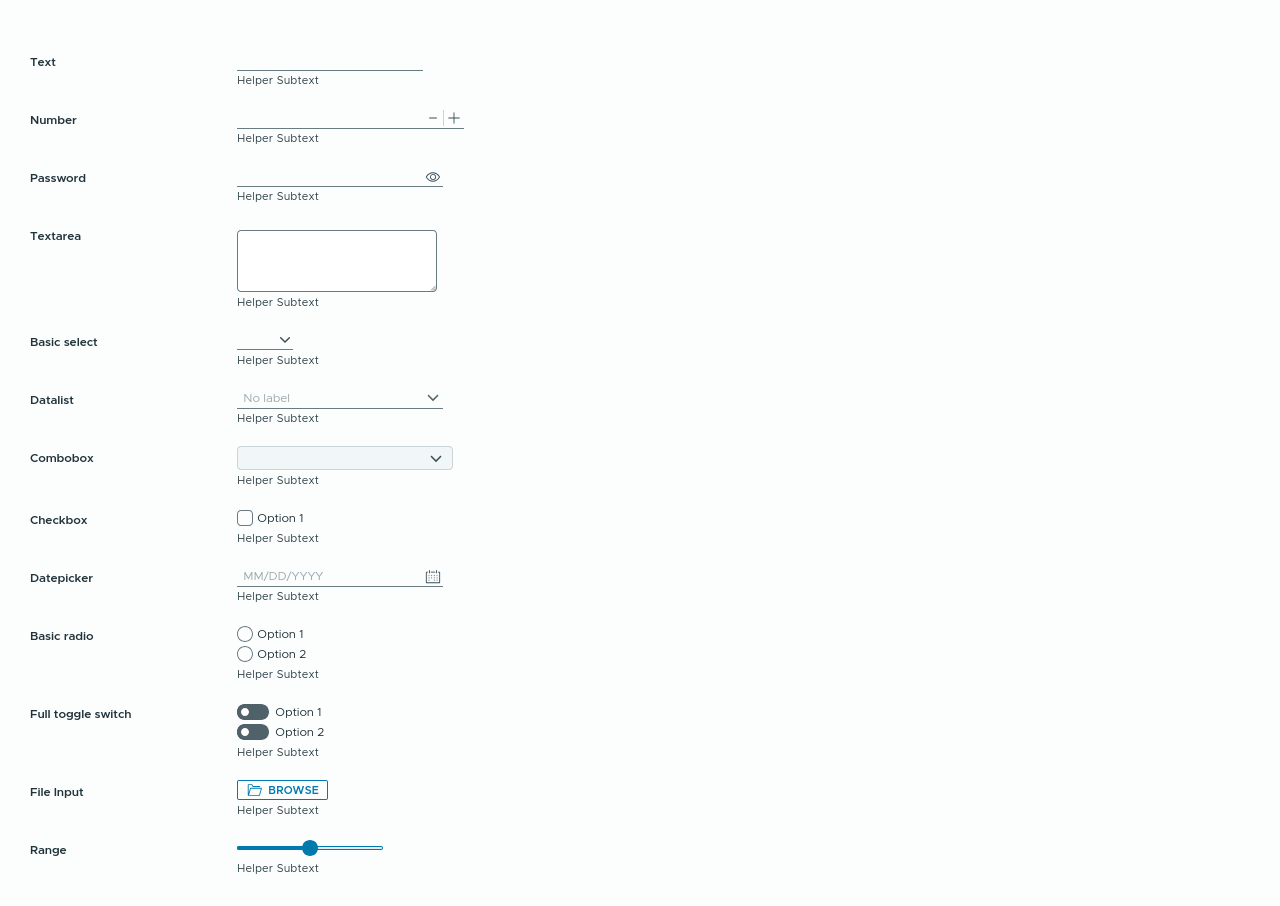 Text
Helper Subtext
Number
Helper Subtext
Password
Helper Subtext
Textarea
Helper Subtext
Basic select
Helper Subtext
Datalist
No label
Helper Subtext
Combobox
Helper Subtext
Checkbox
Option 1
Helper Subtext
Datepicker
MM/DD/YYYY
Helper Subtext
Basic radio
Option 1
Option 2
Helper Subtext
Full toggle switch
Option 1
Option 2
Helper Subtext
File Input
BROWSE
Helper Subtext
Range
Helper Subtext